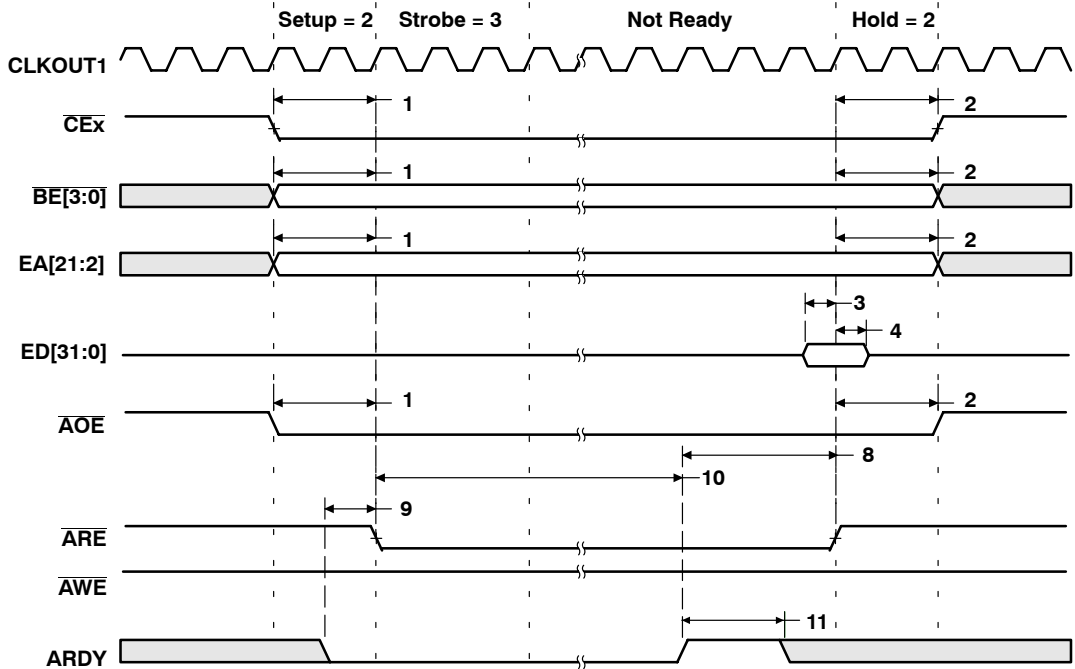 Setup = 2 Strobe = 3 Not Ready Hold = 2
CLKOUT1
CEx 1 2
BE[3:0] 1 2
EA[21:2] 1 2
3
4
ED[31:0]
AOE 1 2
8
10
9
ARE
AWE
11
ARDY